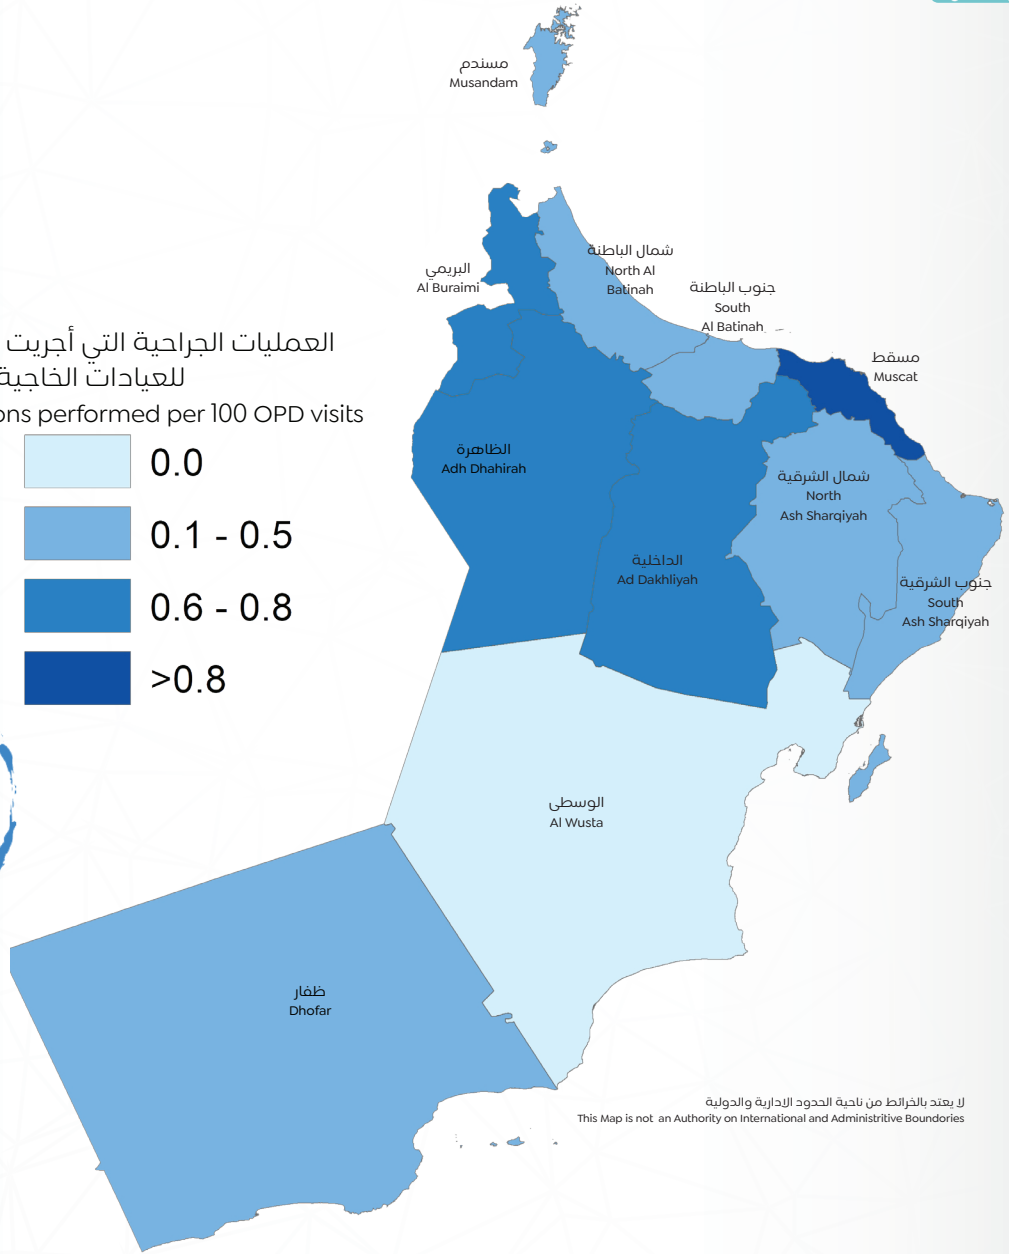 مسندم
Musandam
شمال الباطنة
North Al
Batinah
البريمي
Al Buraimi
جنوب الباطنة
South
Al Batinah
العمليات الجراحية التي أجريت
للعيادات الخاجية
performed per 100 OPD visits
0.0
0.1 - 0.5
0.6 - 0.8
>0.8
مسقط
Muscat
الظاهرة
Adh Dhahirah
شمال الشرقية
North
Ash Sharqiyah
الداخلية
Ad Dakhliyah
جنوب الشرقية
South
Ash Sharqiyah
الوسطى
Al Wusta
ظفار
Dhofar
لا يعتد بالخرائط من ناحية الحدود الادارية والدولية
This Map is not an Authority on International and Administritive Boundaries